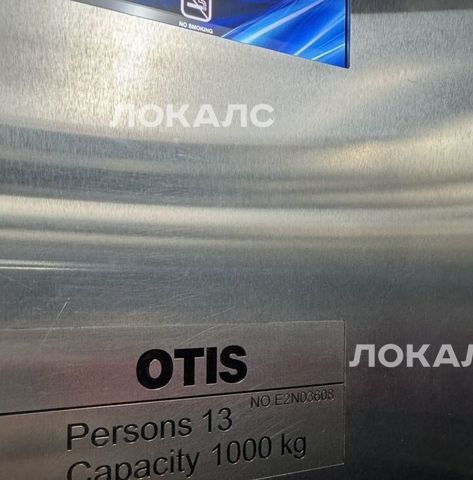 NO SMOKING
ЛОКАЛС
ЛОКАЛС
OTIS
NO.E2N03608
Persons 13
Capacity 1000 kg